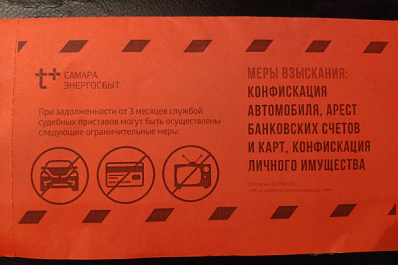 т+ САМАРА
ЭНЕРГОСБЫТ
При задолженности от 3 месяцев службой
судебных приставов могут быть осуществлены
следующие ограничительные меры:
МЕРЫ ВЗЫСКАНИЯ:
КОНФИСКАЦИЯ
АВТОМОБИЛЯ, АРЕСТ
БАНКОВСКИХ СЧЕТОВ
И КАРТ, КОНФИСКАЦИЯ
ЛИЧНОГО ИМУЩЕСТВА